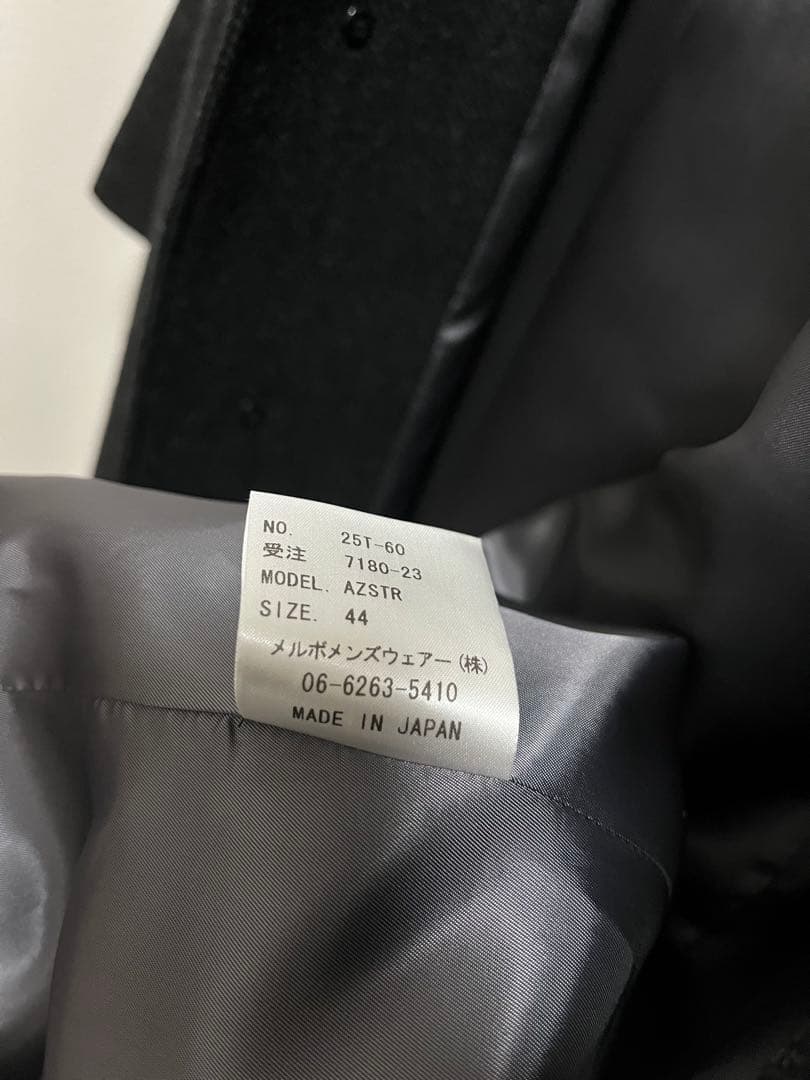 NO. 25T-60
受注 7180-23
MODEL. AZSTR
SIZE. 44
メルボメンズウェアー(株)
06-6263-5410
MADE IN JAPAN